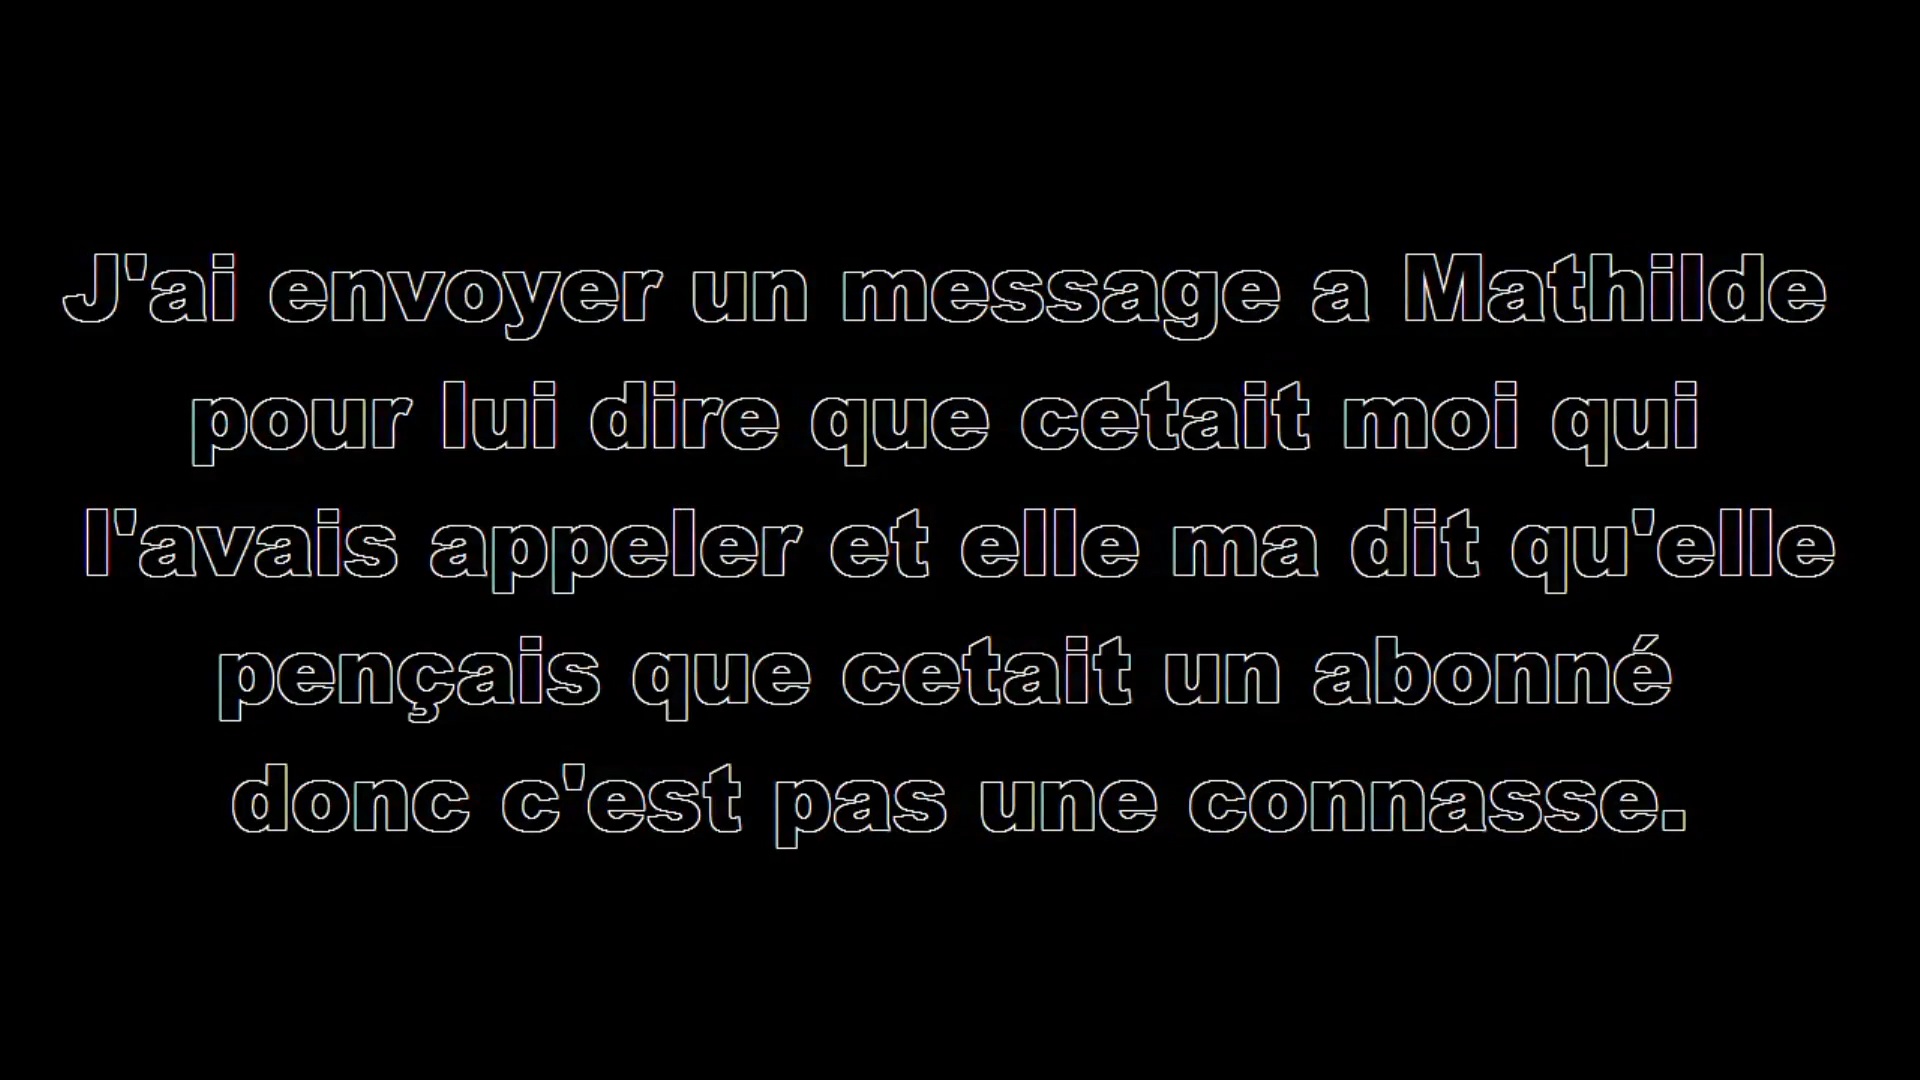 J'ai envoyer un message a Mathilde
pour lui dire que cetait moi qui
l'avais appeler et elle ma dit qu'elle
pençais que cetait un abonné
donc c'est pas une connasse.